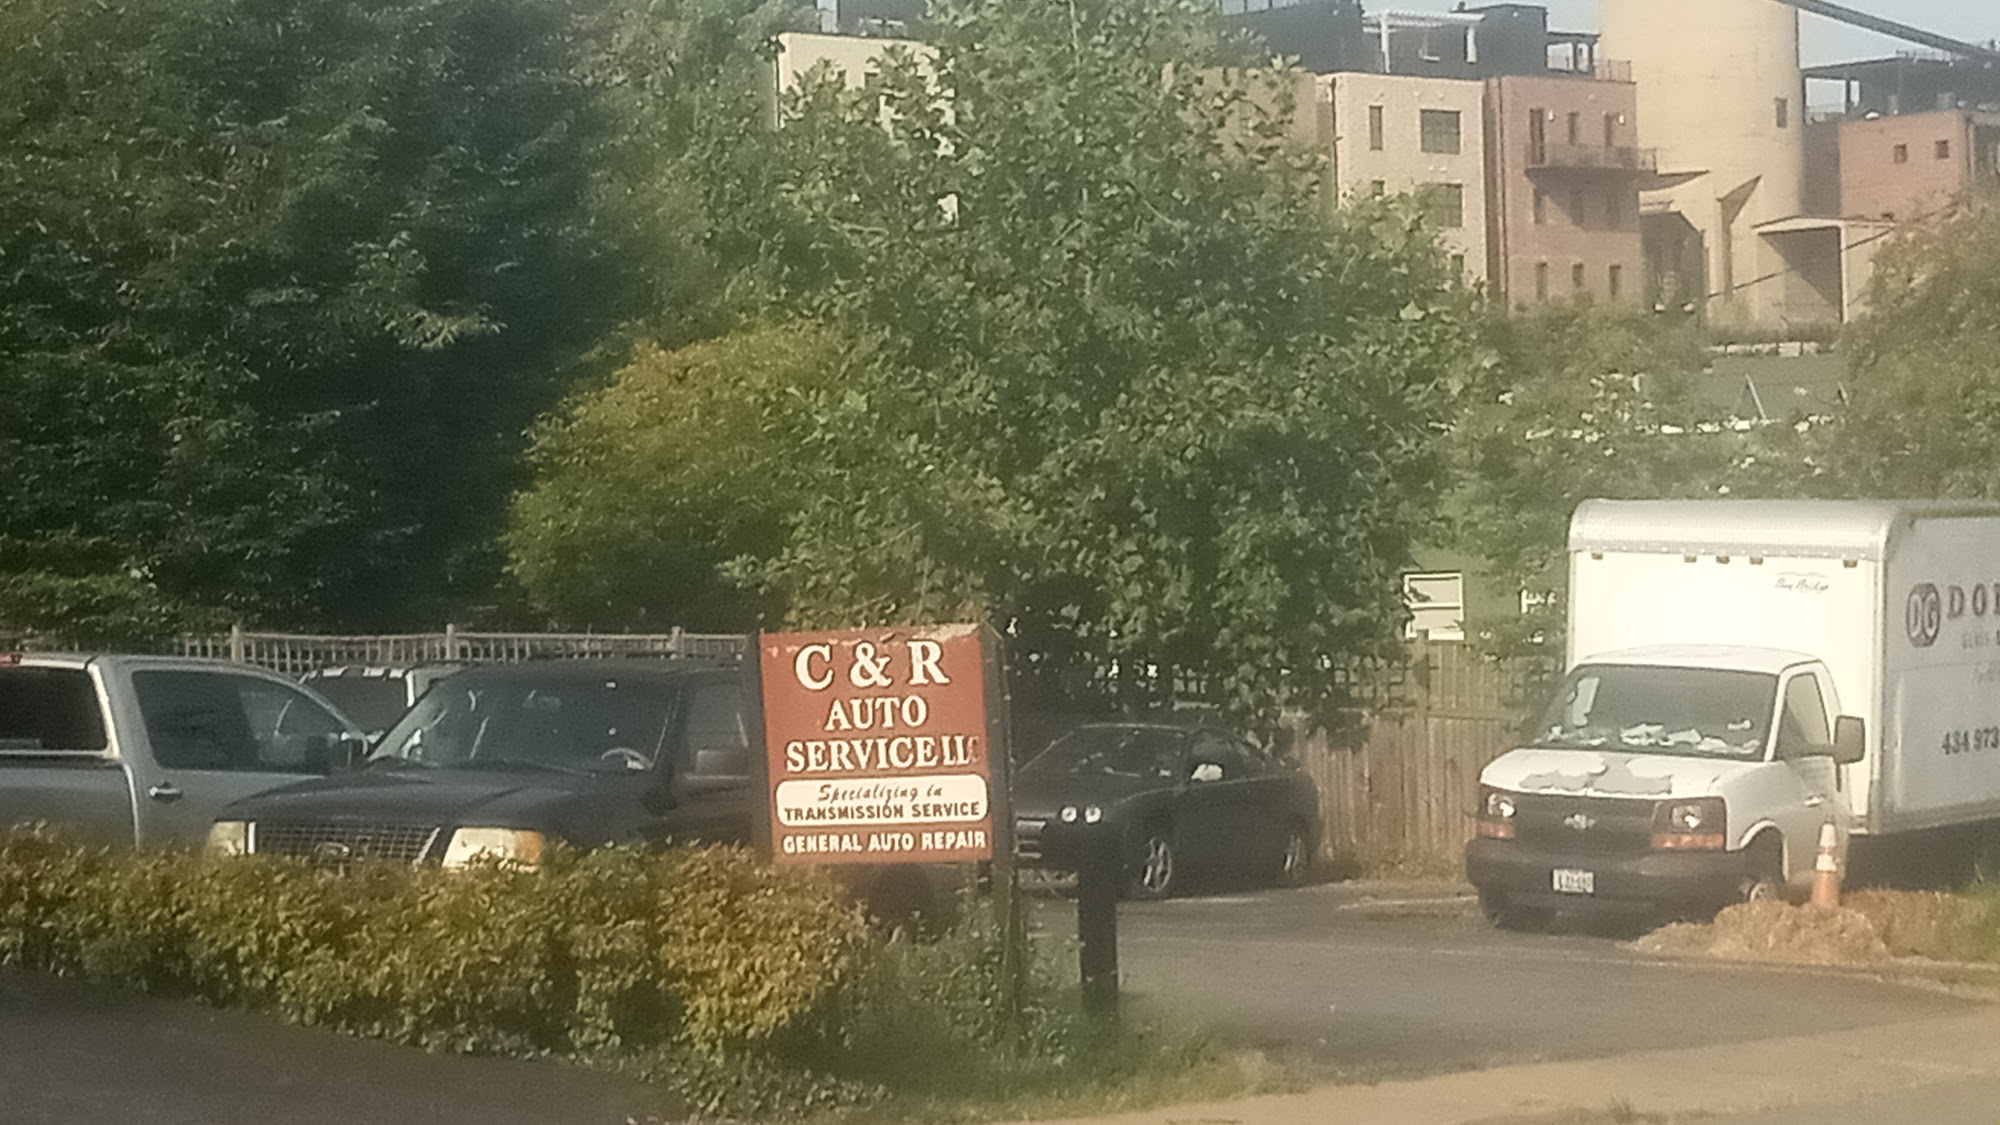 C & R
AUTO
SERVICE LLC
Specializing in
TRANSMISSION SERVICE
GENERAL AUTO REPAIR
DG
434 973